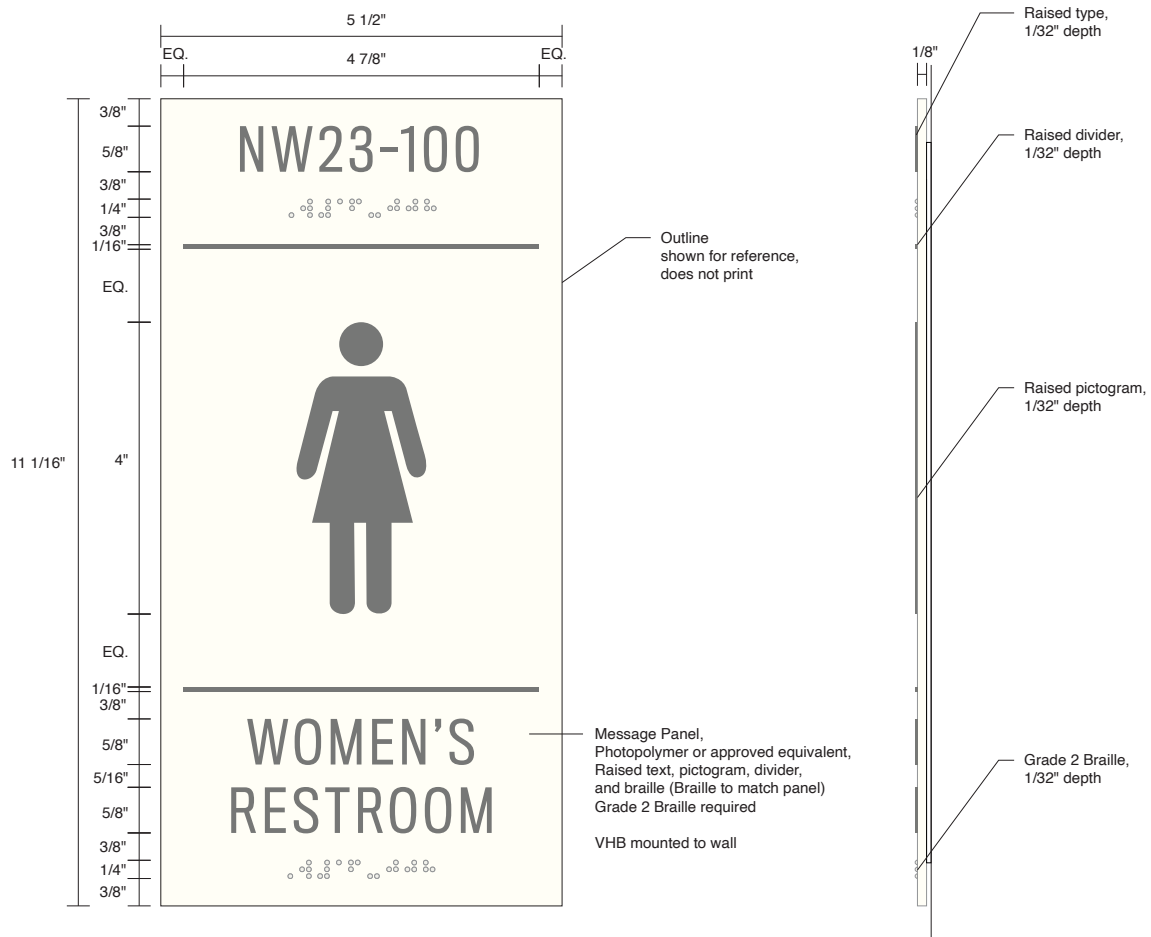 5 1/2"
EQ.
4 7/8"
EQ.
1/8"
Raised type,
1/32" depth
3/8"
5/8"
3/8"
1/4"
3/8"
1/16"
EQ.
11 1/16"
4"
EQ.
1/16"
3/8"
5/8"
5/16"
5/8"
3/8"
1/4"
3/8"
NW23-100
WOMEN'S
RESTROOM
Raised divider,
1/32" depth
Outline
shown for reference,
does not print
Raised pictogram,
1/32" depth
Message Panel,
Photopolymer or approved equivalent,
Raised text, pictogram, divider,
and braille (Braille to match panel)
Grade 2 Braille required
VHB mounted to wall
Grade 2 Braille,
1/32" depth